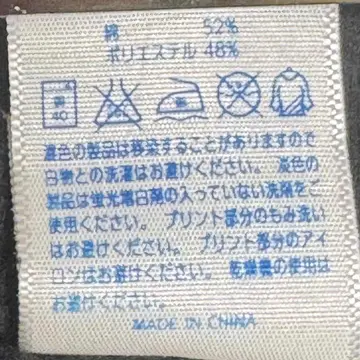 綿 52%
ポリエステル 48%
弱
40
中
濃色の製品は移染することがありますので
白物との洗濯はお避けください。淡色の
製品は蛍光増白剤の入っていない洗剤をご
使用ください。プリント部分のもみ洗い
はお避けください。プリント部分のアイ
ロンはお避けください。乾燥機の使用は
お避けください。
MADE IN CHINA